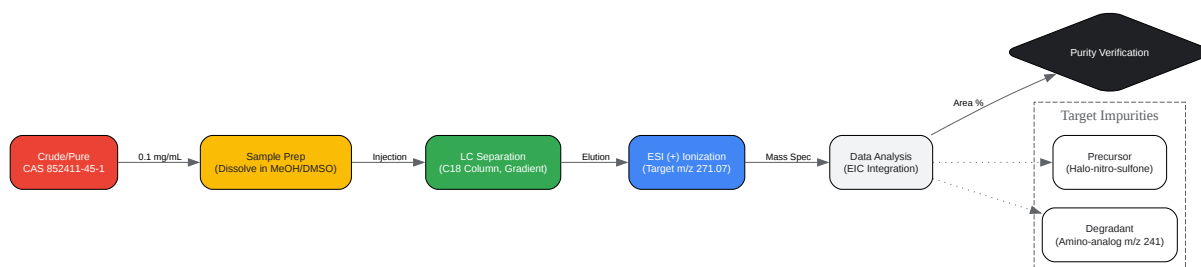 Crude/Pure
CAS 852411-45-1
0.1 mg/mL
Sample Prep
(Dissolve in MeOH/DMSO)
Injection
LC Separation
(C18 Column, Gradient)
Elution
ESI (+) Ionization
(Target m/z 271.07)
Mass Spec
Data Analysis
(EIC Integration)
Area %
Purity Verification
Target Impurities
Precursor
(Halo-nitro-sulfone)
Degradant
(Amino-analog m/z 241)